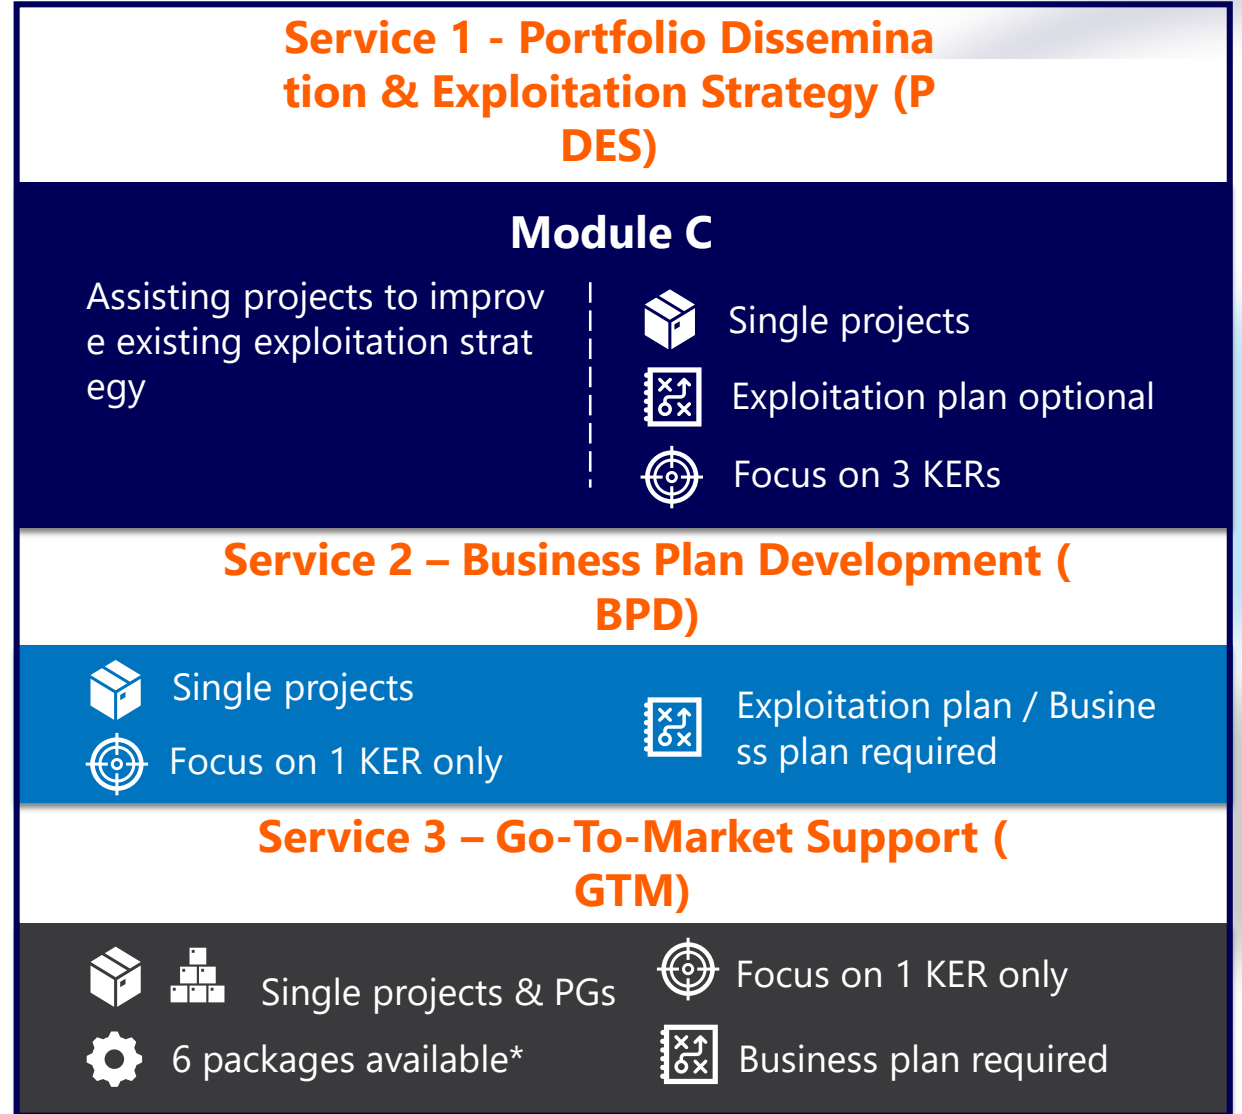 Service 1 - Portfolio Dissemina
tion & Exploitation Strategy (P
DES)
Module C
Assisting projects to improv
e existing exploitation strat
egy
Single projects
Exploitation plan optional
Focus on 3 KERs
Service 2 – Business Plan Development (
BPD)
Single projects
Focus on 1 KER only
Exploitation plan / Busine
ss plan required
Service 3 – Go-To-Market Support (
GTM)
Single projects & PGs
6 packages available*
Focus on 1 KER only
Business plan required